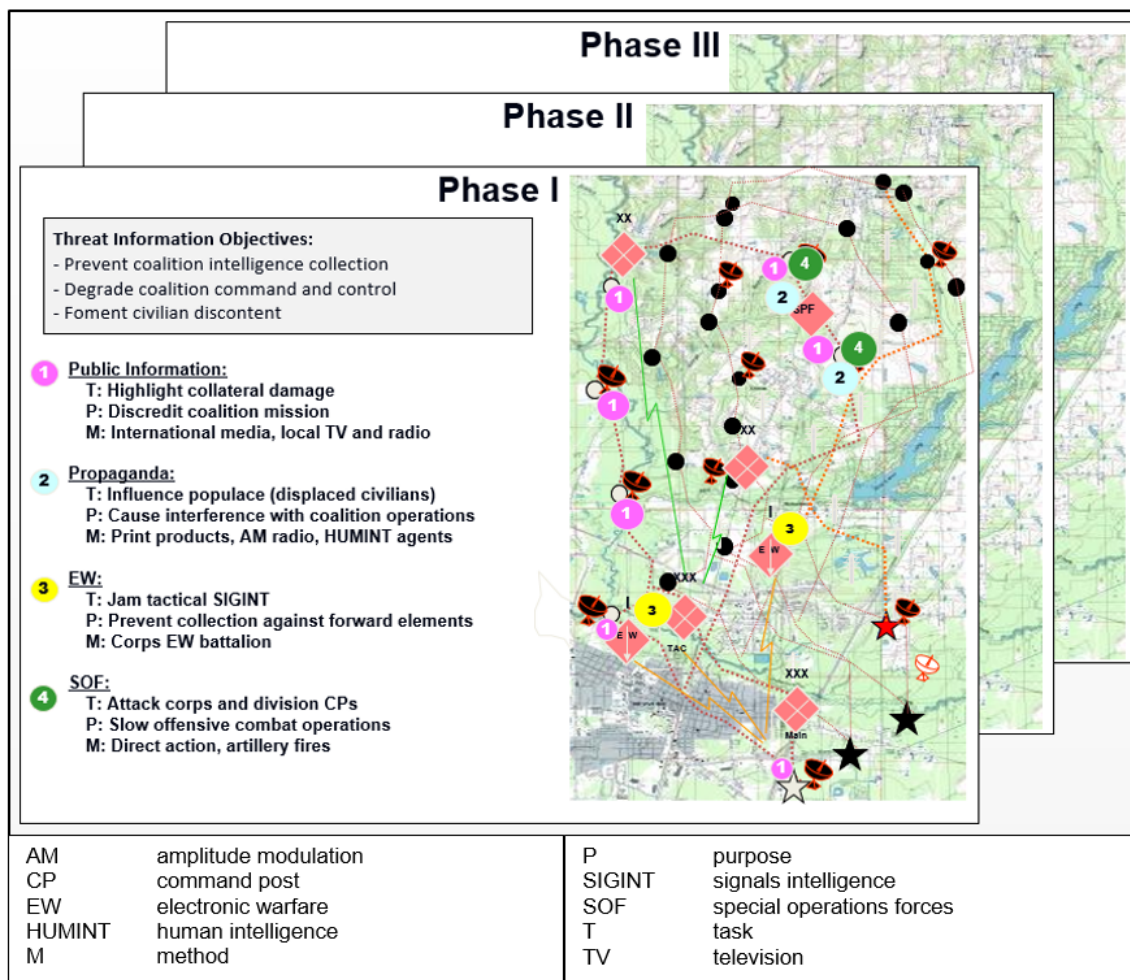 Phase III
Phase II
Phase I
Threat Information Objectives:
- Prevent coalition intelligence collection
- Degrade coalition command and control
- Foment civilian discontent
1 Public Information:
T: Highlight collateral damage
P: Discredit coalition mission
M: International media, local TV and radio
2 Propaganda:
T: Influence populace (displaced civilians)
P: Cause interference with coalition operations
M: Print products, AM radio, HUMINT agents
3 EW:
T: Jam tactical SIGINT
P: Prevent collection against forward elements
M: Corps EW battalion
4 SOF:
T: Attack corps and division CPs
P: Slow offensive combat operations
M: Direct action, artillery fires
XX
1
4
1
2
SPF
1
4
2
1
XX
1
I
3
EW
XXX
I
3
1
EW
TAC
XXX
Main
1
AM amplitude modulation
CP command post
EW electronic warfare
HUMINT human intelligence
M method
P purpose
SIGINT signals intelligence
SOF special operations forces
T task
TV television